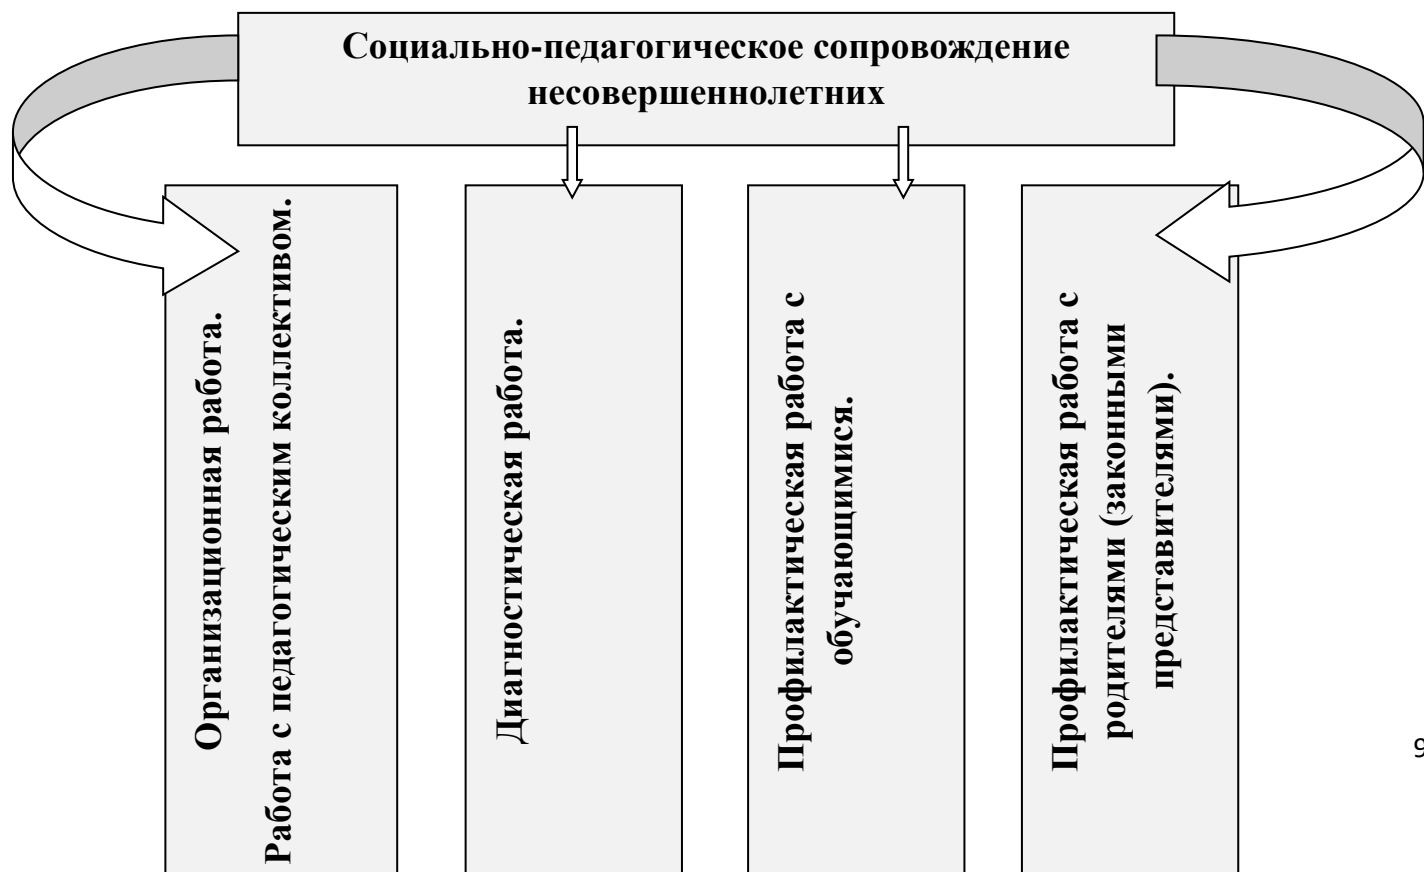 Социально-педагогическое сопровождение
несовершеннолетних
Организационная работа.
Работа с педагогическим коллективом.
Диагностическая работа.
Профилактическая работа с
обучающимися.
Профилактическая работа с
родителями (законными
представителями).
9